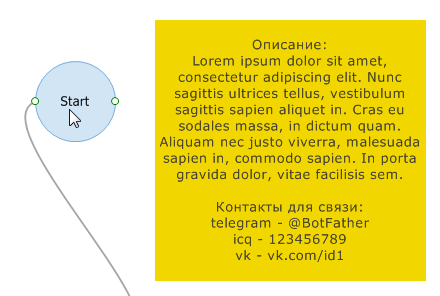 Start
Описание:
Lorem ipsum dolor sit amet,
consectetur adipiscing elit. Nunc
sagittis ultrices tellus, vestibulum
sagittis sapien aliquet in. Cras eu
sodales massa, in dictum quam.
Aliquam nec justo viverra, malesuada
sapien in, commodo sapien. In porta
gravida dolor, vitae facilisis sem.
Контакты для связи:
telegram - @BotFather
icq - 123456789
vk - vk.com/id1